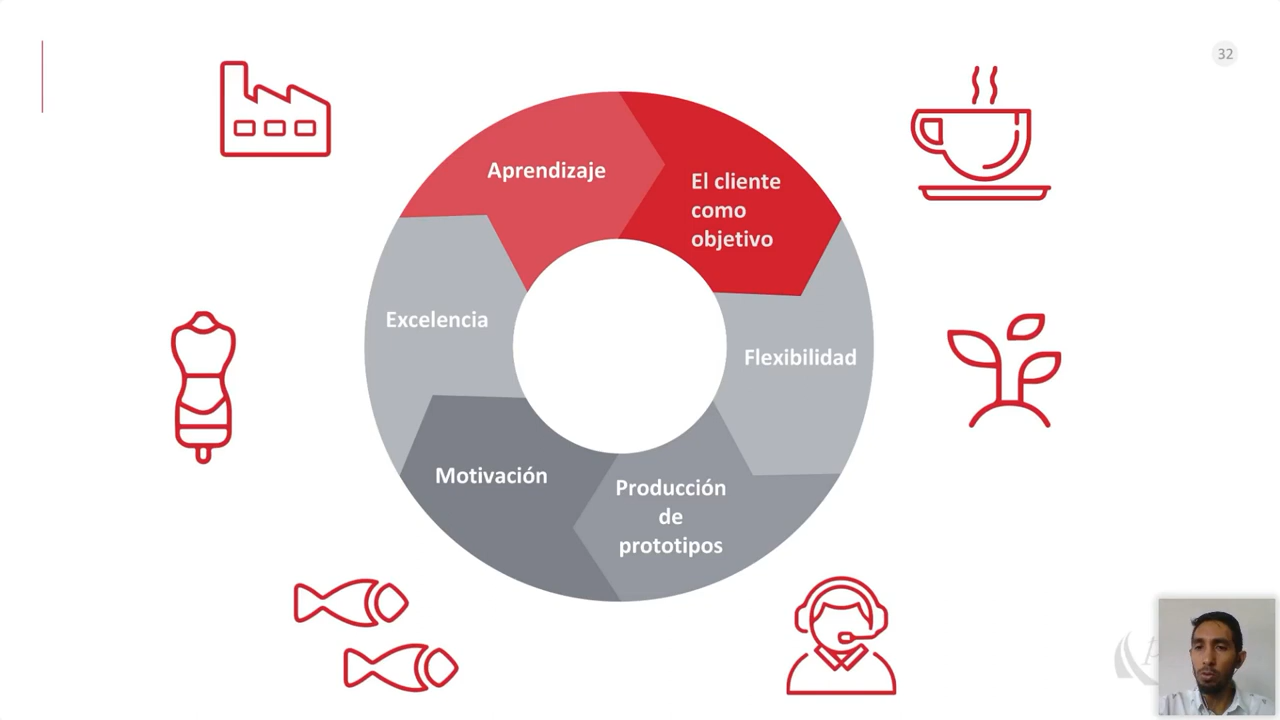 32
Aprendizaje
El cliente
como
objetivo
Excelencia
Flexibilidad
Motivación
Producción
de
prototipos